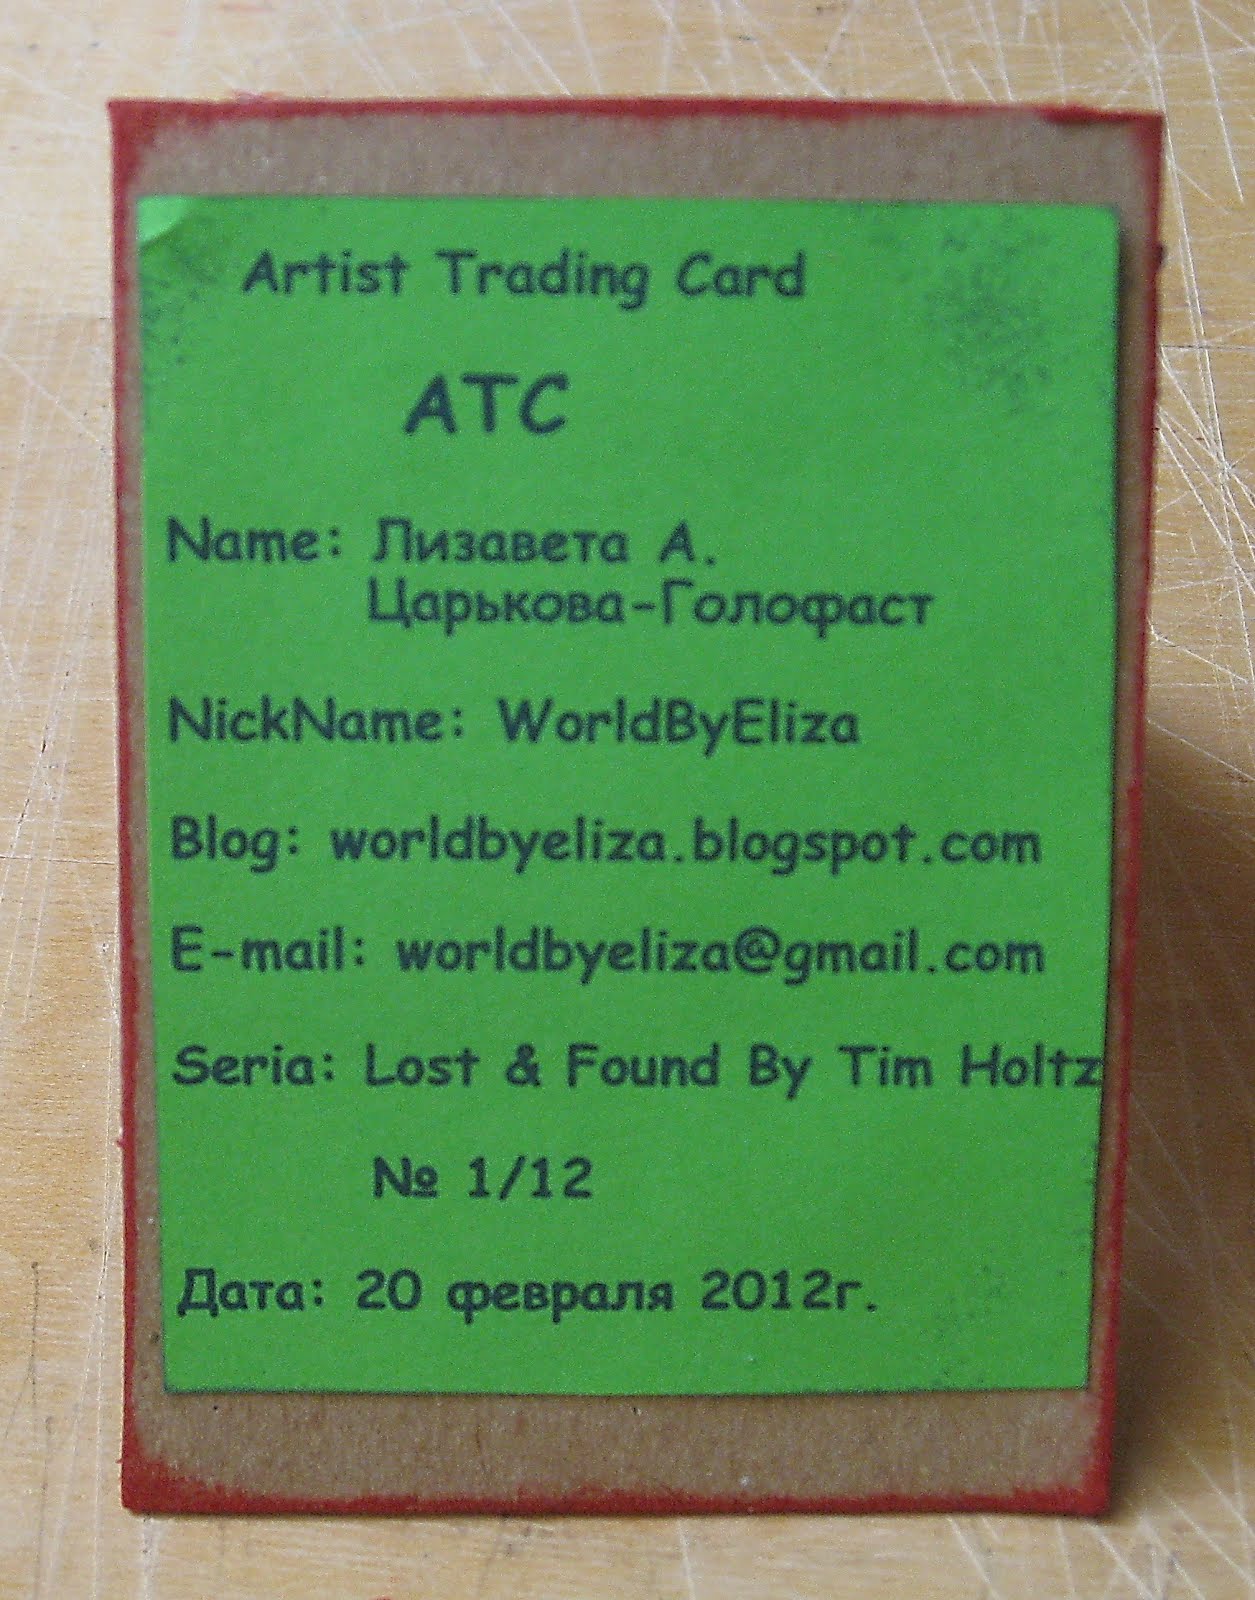 Artist Trading Card
ATC
Name: Лизавета А.
Царькова-Голофаст
NickName: WorldByEliza
Blog: worldbyeliza.blogspot.com
E-mail: worldbyeliza@gmail.com
Seria: Lost & Found By Tim Holtz
№ 1/12
Дата: 20 февраля 2012г.